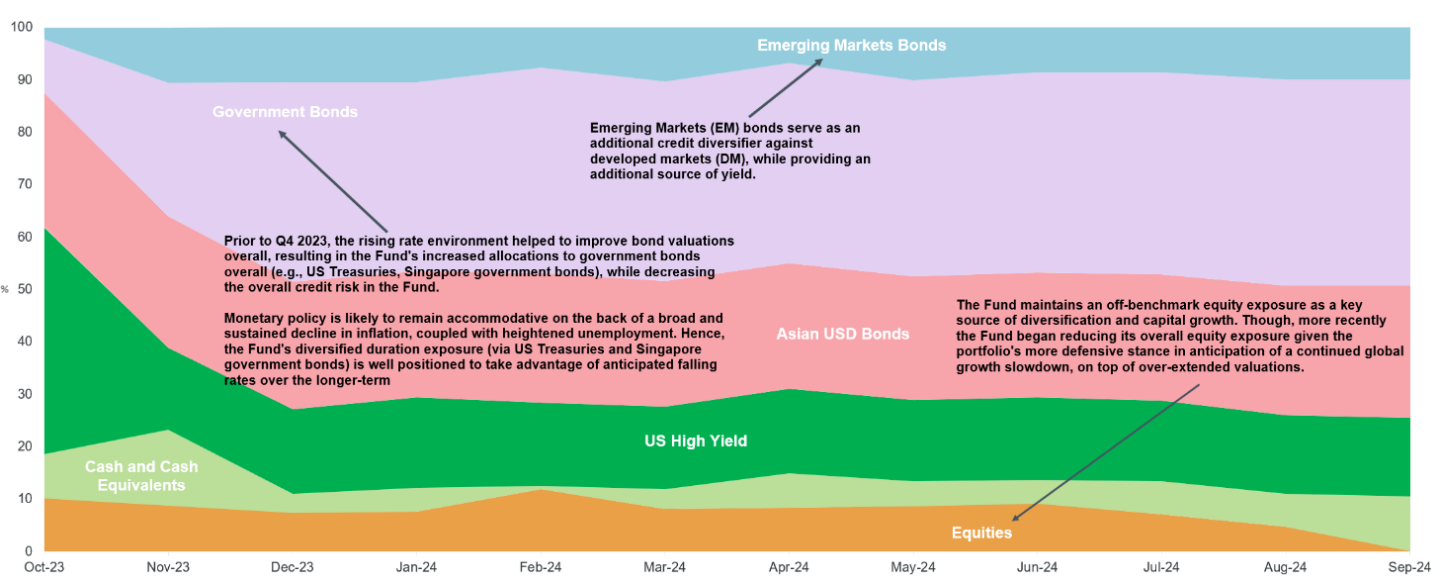 100
Emerging Markets Bonds
90
Government Bonds
80
Emerging Markets (EM) bonds serve as an
additional credit diversifier against
developed markets (DM), while providing an
additional source of yield.
70
60
Prior to Q4 2023, the rising rate environment helped to improve bond valuations
overall, resulting in the Fund's increased allocations to government bonds
overall (e.g., US Treasuries, Singapore government bonds), while decreasing
the overall credit risk in the Fund.
%
50
Monetary policy is likely to remain accommodative on the back of a broad and
sustained decline in inflation, coupled with heightened unemployment. Hence,
the Fund's diversified duration exposure (via US Treasuries and Singapore
government bonds) is well positioned to take advantage of anticipated falling
rates over the longer-term
Asian USD Bonds
The Fund maintains an off-benchmark equity exposure as a key
source of diversification and capital growth. Though, more recently
the Fund began reducing its overall equity exposure given the
portfolio's more defensive stance in anticipation of a continued global
growth slowdown, on top of over-extended valuations.
40
30
20
US High Yield
Cash and Cash
Equivalents
10
Equities
0
Oct-23 Nov-23 Dec-23 Jan-24 Feb-24 Mar-24 Apr-24 May-24 Jun-24 Jul-24 Aug-24 Sep-24